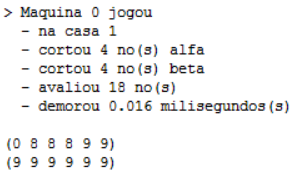 > Maquina 0 jogou
- na casa 1
- cortou 4 no(s) alfa
- cortou 4 no(s) beta
- avaliou 18 no(s)
- demorou 0.016 milisegundos(s)
(0 8 8 8 9 9)
(9 9 9 9 9 9)